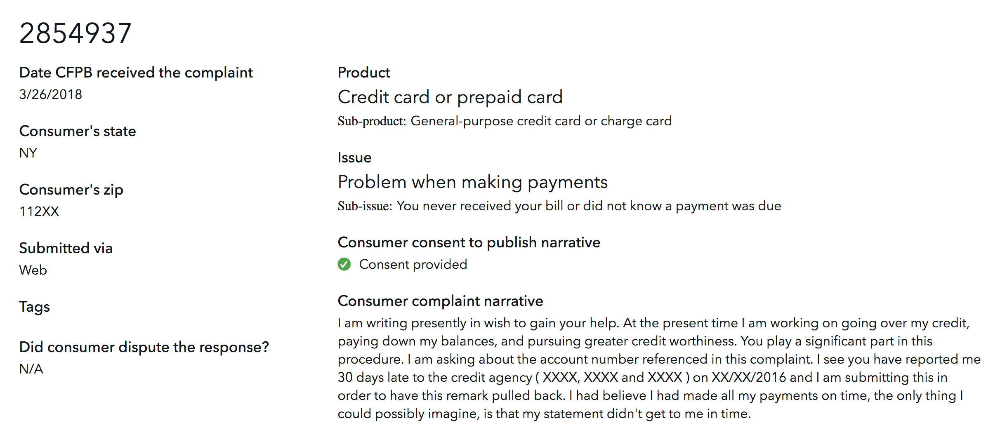 2854937
Date CFPB received the complaint
3/26/2018
Consumer's state
NY
Consumer's zip
112XX
Submitted via
Web
Tags
Did consumer dispute the response?
N/A
Product
Credit card or prepaid card
Sub-product: General-purpose credit card or charge card
Issue
Problem when making payments
Sub-issue: You never received your bill or did not know a payment was due
Consumer consent to publish narrative
Consent provided
Consumer complaint narrative
I am writing presently in wish to gain your help. At the present time I am working on going over my credit,
paying down my balances, and pursuing greater credit worthiness. You play a significant part in this
procedure. I am asking about the account number referenced in this complaint. I see you have reported me
30 days late to the credit agency ( XXXX, XXXX and XXXX ) on XX/XX/2016 and I am submitting this in
order to have this remark pulled back. I had believe I had made all my payments on time, the only thing I
could possibly imagine, is that my statement didn't get to me in time.